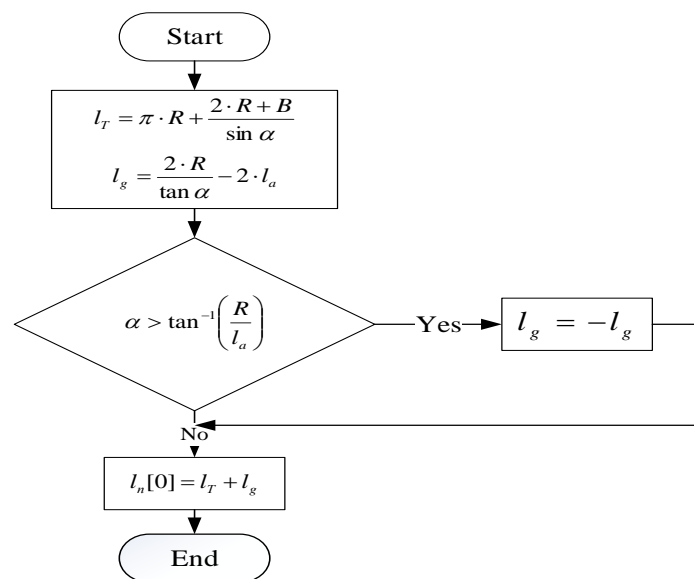 Start
l_T = π · R + (2 · R + B) / sin α
l_g = (2 · R) / tan α − 2 · l_a
α > tan⁻¹(R / l_a)
Yes
l_g = −l_g
No
l_n[0] = l_T + l_g
End